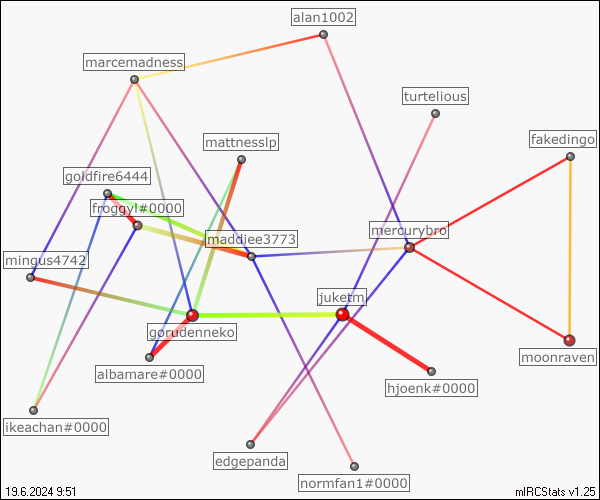 alan1002
marcemadness
turtelious
mattnesslp
fakedingo
goldfire6444
froggyl#0000
mercurybro
maddiee3773
mingus4742
juketm
gorudenneko
moonraven
albamare#0000
hjoenk#0000
ikeachan#0000
edgepanda
normfan1#0000
19.6.2024 9:51
mIRCStats v1.25